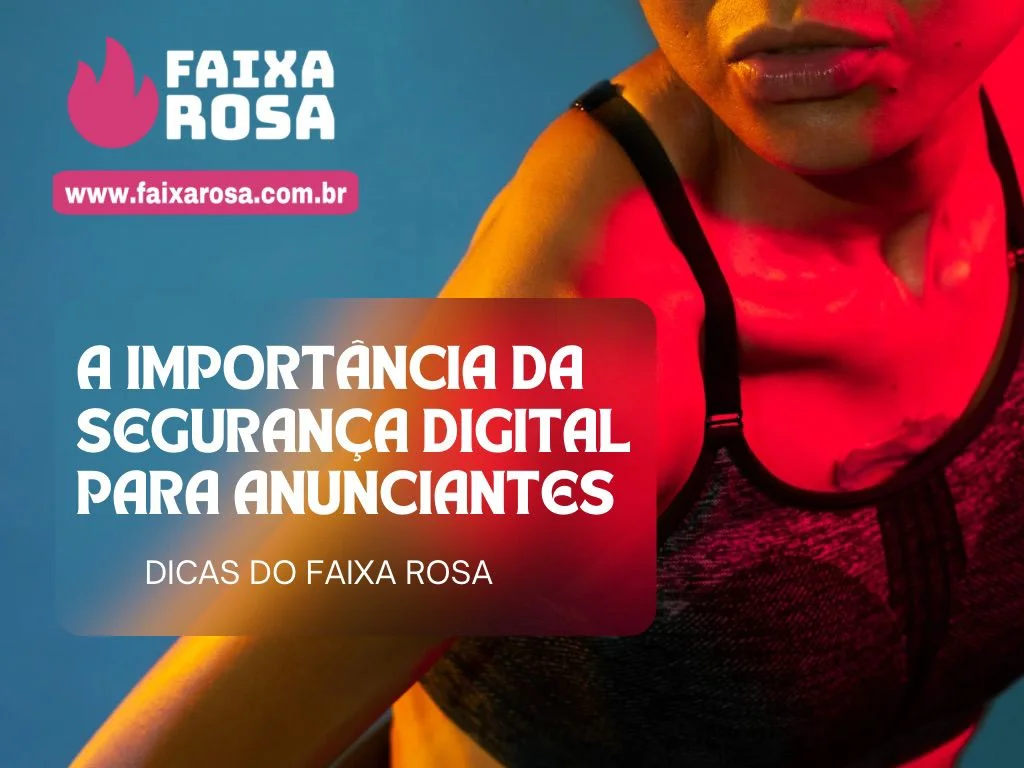 FAIXA
ROSA
www.faixarosa.com.br
A IMPORTÂNCIA DA
SEGURANÇA DIGITAL
PARA ANUNCIANTES
DICAS DO FAIXA ROSA